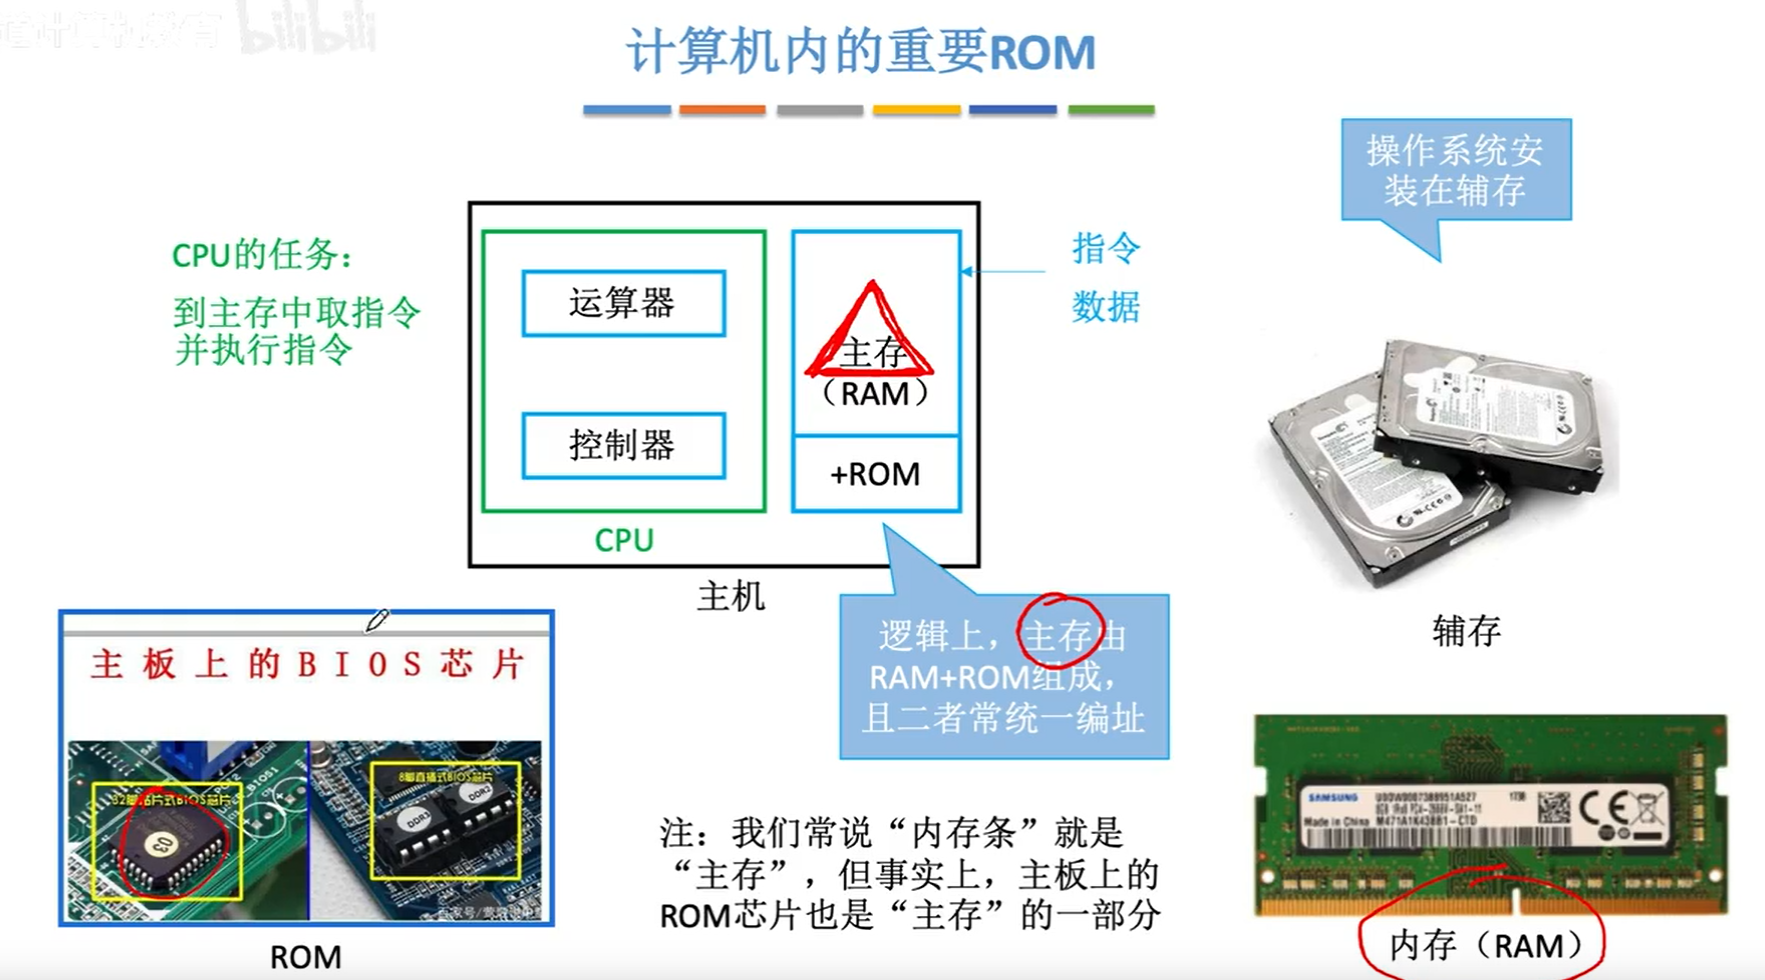 道计算机教育 bilibili
计算机内的重要ROM
操作系统安
装在辅存
CPU的任务：
到主存中取指令
并执行指令
运算器
控制器
CPU
主存
（RAM）
+ROM
指令
数据
主机
辅存
逻辑上，主存由
RAM+ROM组成，
且二者常统一编址
主板上的BIOS芯片
32脚贴片式BIOS芯片
8脚直插式BIOS芯片
03
DDR3
DDR2
BIOS1
ROM
注：我们常说“内存条”就是
“主存”，但事实上，主板上的
ROM芯片也是“主存”的一部分
SAMSUNG
Made in China
CE
内存（RAM）